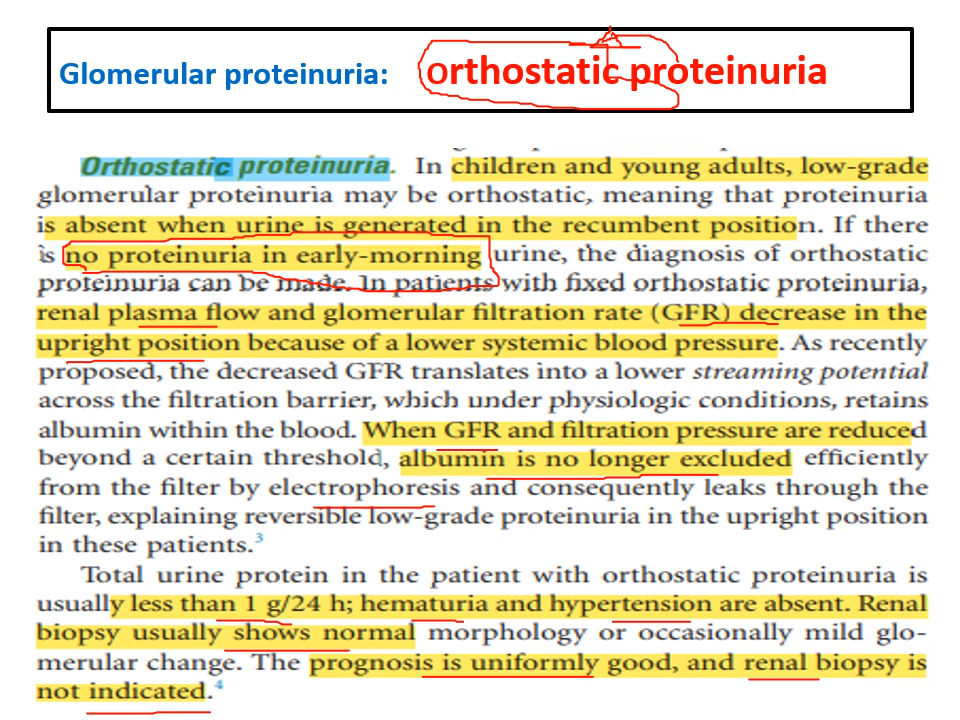 Glomerular proteinuria: Orthostatic proteinuria
Orthostatic proteinuria. In children and young adults, low-grade
glomerular proteinuria may be orthostatic, meaning that proteinuria
is absent when urine is generated in the recumbent position. If there
is no proteinuria in early-morning urine, the diagnosis of orthostatic
proteinuria can be made. In patients with fixed orthostatic proteinuria,
renal plasma flow and glomerular filtration rate (GFR) decrease in the
upright position because of a lower systemic blood pressure. As recently
proposed, the decreased GFR translates into a lower streaming potential
across the filtration barrier, which under physiologic conditions, retains
albumin within the blood. When GFR and filtration pressure are reduced
beyond a certain threshold, albumin is no longer excluded efficiently
from the filter by electrophoresis and consequently leaks through the
filter, explaining reversible low-grade proteinuria in the upright position
in these patients.3
Total urine protein in the patient with orthostatic proteinuria is
usually less than 1 g/24 h; hematuria and hypertension are absent. Renal
biopsy usually shows normal morphology or occasionally mild glo-
merular change. The prognosis is uniformly good, and renal biopsy is
not indicated.4